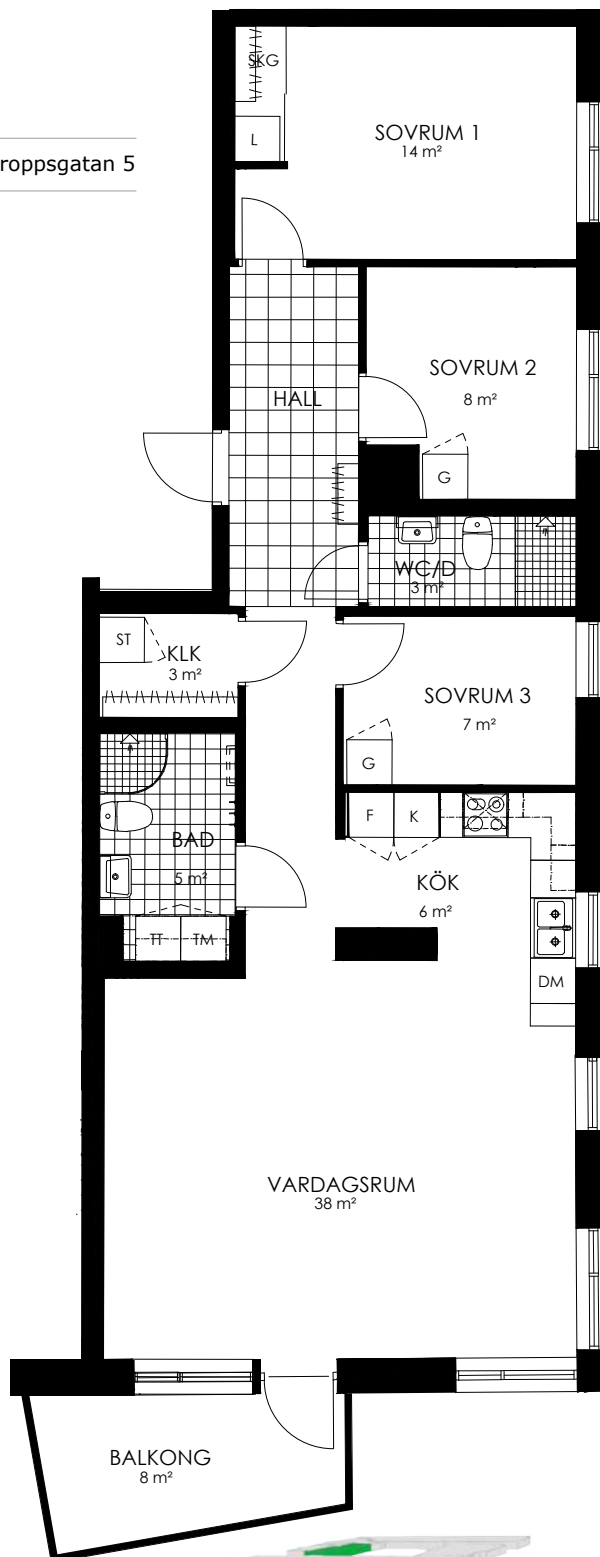 SKG
L
SOVRUM 1
14 m²
roppsgatan 5
SOVRUM 2
8 m²
HALL
G
WC/D
3 m²
ST
KLK
3 m²
SOVRUM 3
7 m²
G
F
K
BAD
5 m²
KÖK
6 m²
TT
TM
DM
VARDAGSRUM
38 m²
BALKONG
8 m²